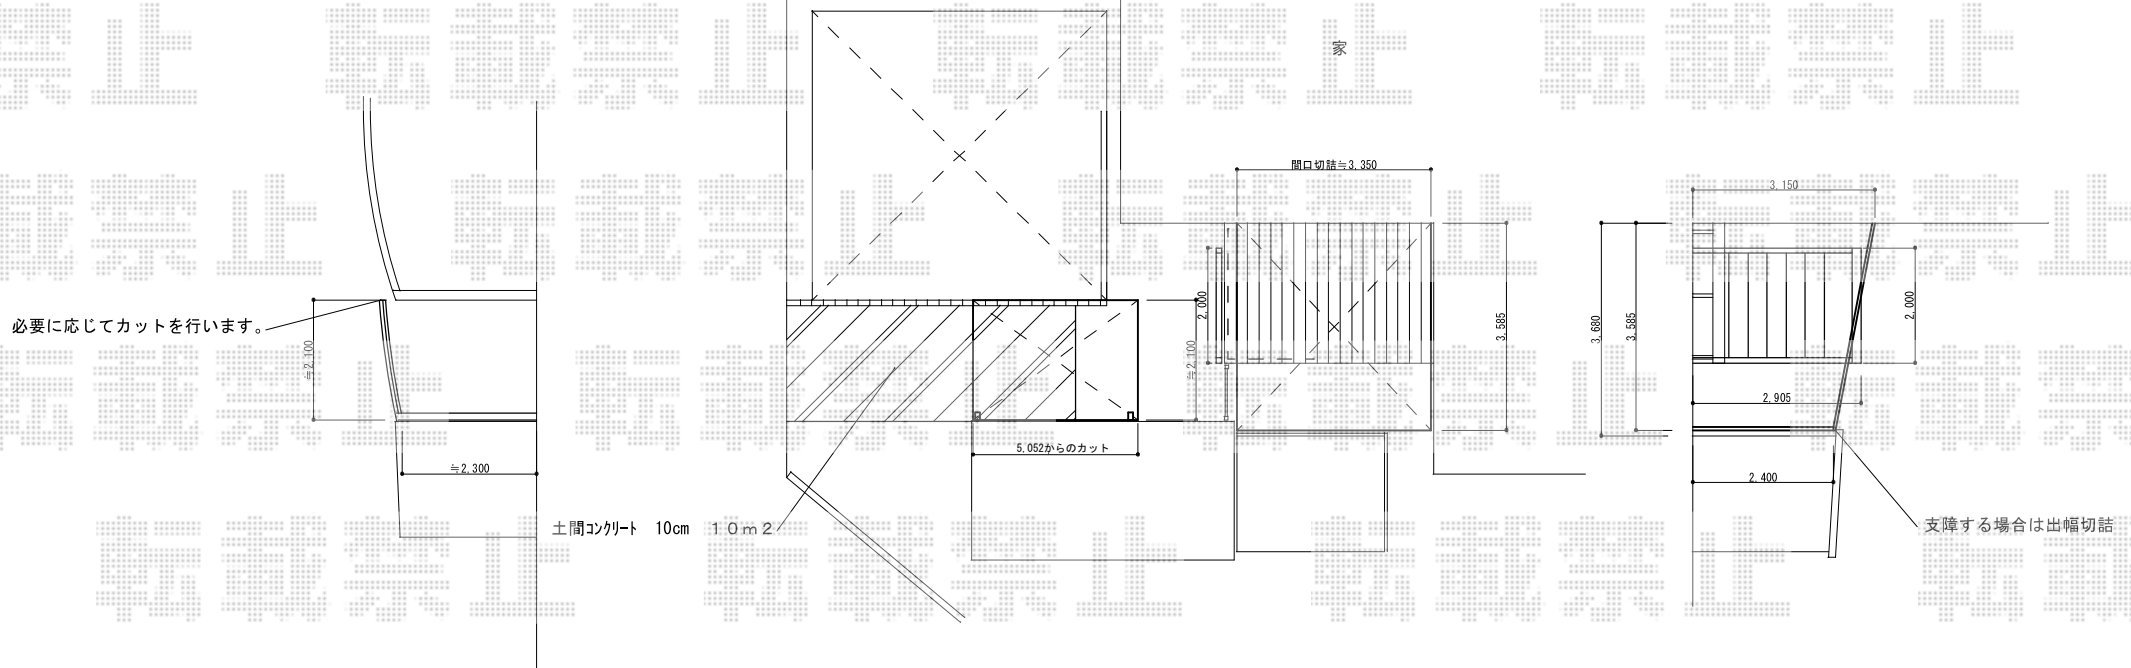 家
間口切詰≒3,350
3,150
必要に応じてカットを行います。
≒2,100
≒2,100
2,000
3,585
3,680
3,585
2,000
2,905
5,052からのカット
≒2,300
2,400
土間コンクリート 10cm 10m2
支障する場合は出幅切詰
転載禁止